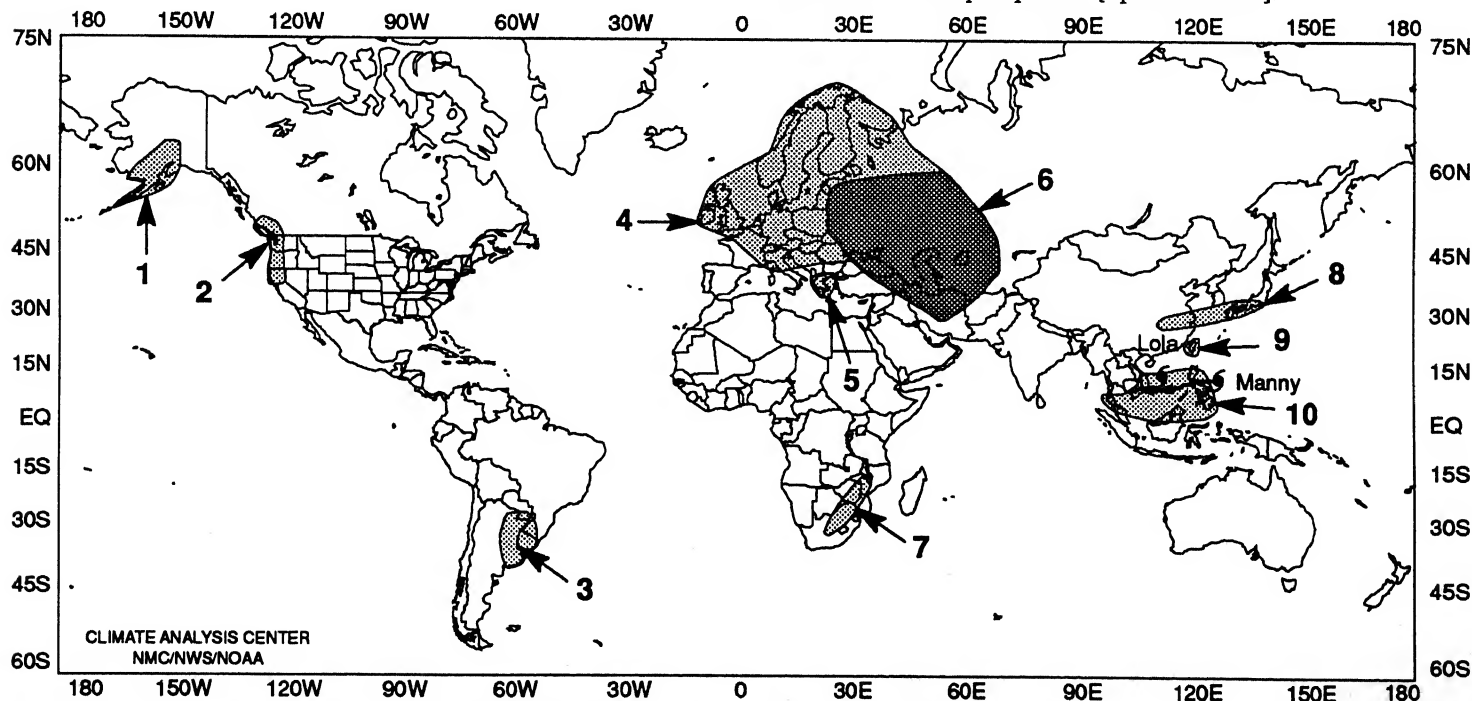 180 150W 120W 90W 60W 30W 0 30E 60E 90E 120E 150E 180
75N 75N
60N 60N
6
4
45N 45N
1
2
8
30N 30N
Lola 9
15N 5 15N
Manny
10
EQ EQ
15S 15S
30S 30S
7
3
45S 45S
CLIMATE ANALYSIS CENTER
NMC/NWS/NOAA
60S 60S
180 150W 120W 90W 60W 30W 0 30E 60E 90E 120E 150E 180